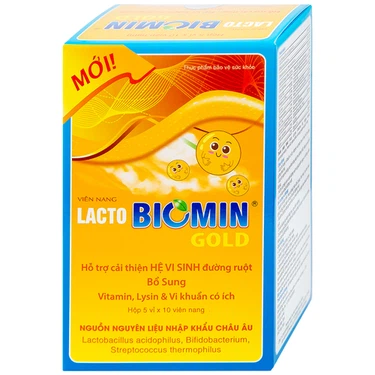 MỚI!
Thực phẩm bảo vệ sức khỏe
VIÊN NANG
LACTO BIOMIN®
GOLD
Hỗ trợ cải thiện HỆ VI SINH đường ruột
Bổ Sung
Vitamin, Lysin & Vi khuẩn có ích
Hộp 5 vỉ x 10 viên nang
NGUỒN NGUYÊN LIỆU NHẬP KHẨU CHÂU ÂU
Lactobacillus acidophilus, Bifidobacterium,
Streptococcus thermophilus
LACTO BIOMIN